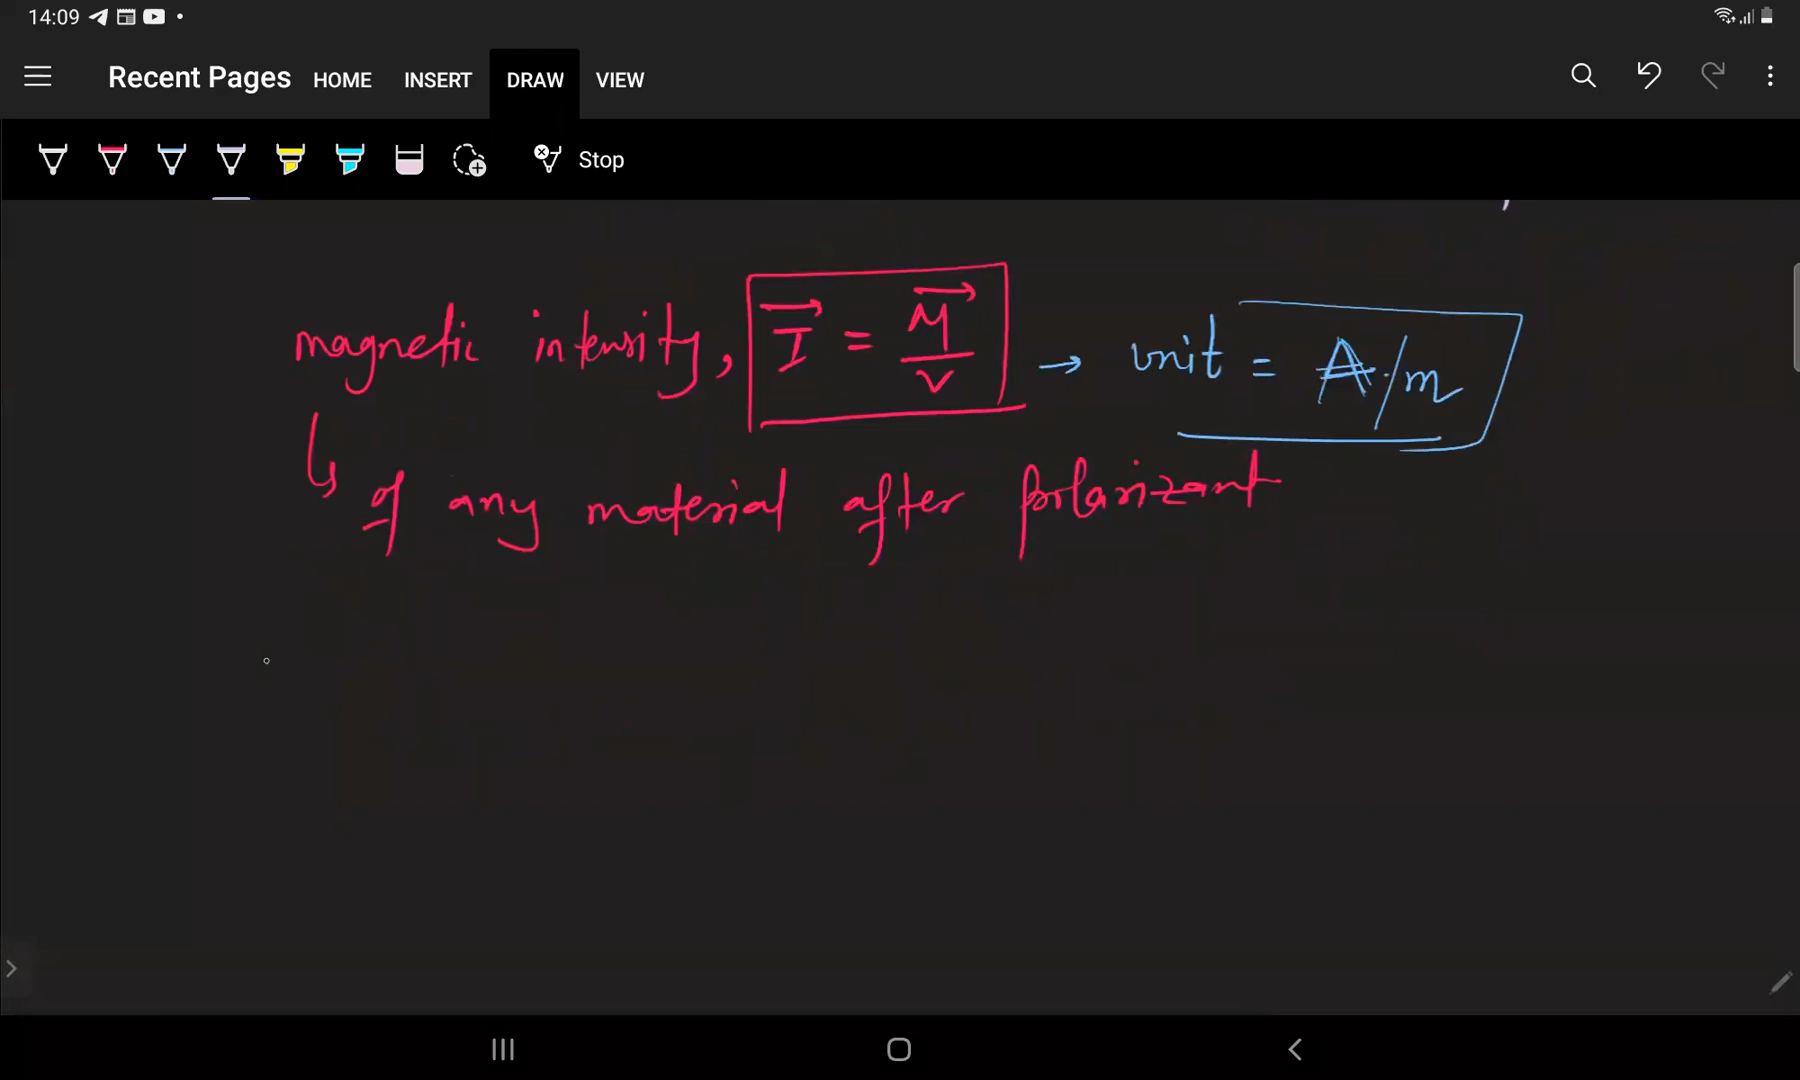 14:09
Recent Pages HOME INSERT DRAW VIEW
Stop
magnetic intensity, I = M/V → unit = A/m
↳ of any material after polarizant